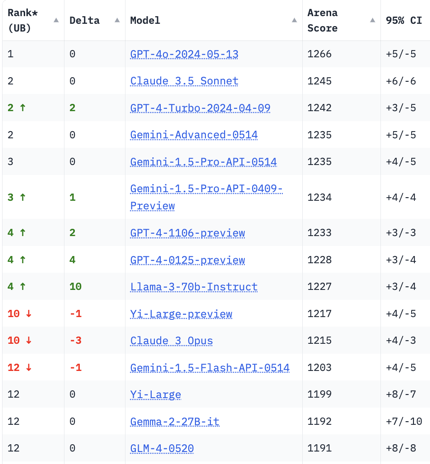 Rank* (UB) Delta Model Arena Score 95% CI
1 0 GPT-4o-2024-05-13 1266 +5/-5
2 0 Claude 3.5 Sonnet 1245 +6/-6
2 ↑ 2 GPT-4-Turbo-2024-04-09 1242 +3/-5
2 0 Gemini-Advanced-0514 1235 +5/-5
3 0 Gemini-1.5-Pro-API-0514 1235 +4/-5
3 ↑ 1 Gemini-1.5-Pro-API-0409-Preview 1234 +4/-4
4 ↑ 2 GPT-4-1106-preview 1233 +3/-3
4 ↑ 4 GPT-4-0125-preview 1228 +3/-4
4 ↑ 10 Llama-3-70b-Instruct 1227 +3/-4
10 ↓ -1 Yi-Large-preview 1217 +4/-5
10 ↓ -3 Claude 3 Opus 1215 +4/-3
12 ↓ -1 Gemini-1.5-Flash-API-0514 1203 +4/-5
12 0 Yi-Large 1199 +8/-7
12 0 Gemma-2-27B-it 1192 +7/-10
12 0 GLM-4-0520 1191 +8/-8